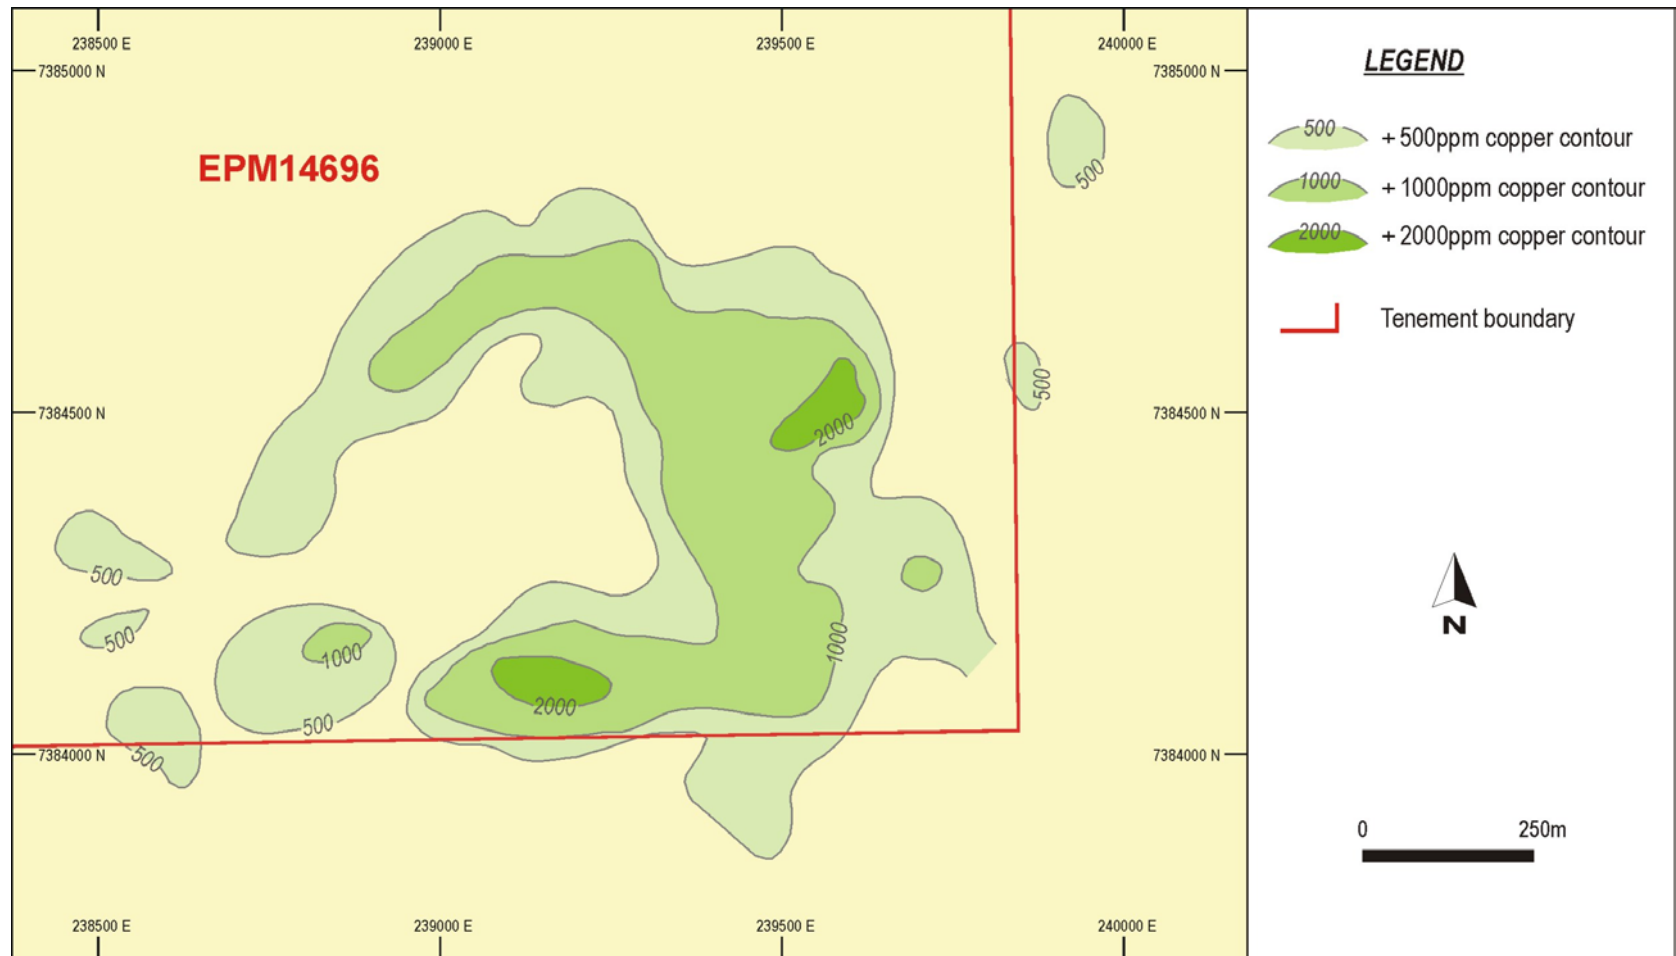 238500 E 239000 E 239500 E 240000 E
7385000 N 7385000 N
LEGEND
500 + 500ppm copper contour
EPM14696
500
1000 + 1000ppm copper contour
2000 + 2000ppm copper contour
Tenement boundary
500
7384500 N 7384500 N
2000
500
N
500
1000
1000
500
2000
500
500
7384000 N 7384000 N
0 250m
238500 E 239000 E 239500 E 240000 E